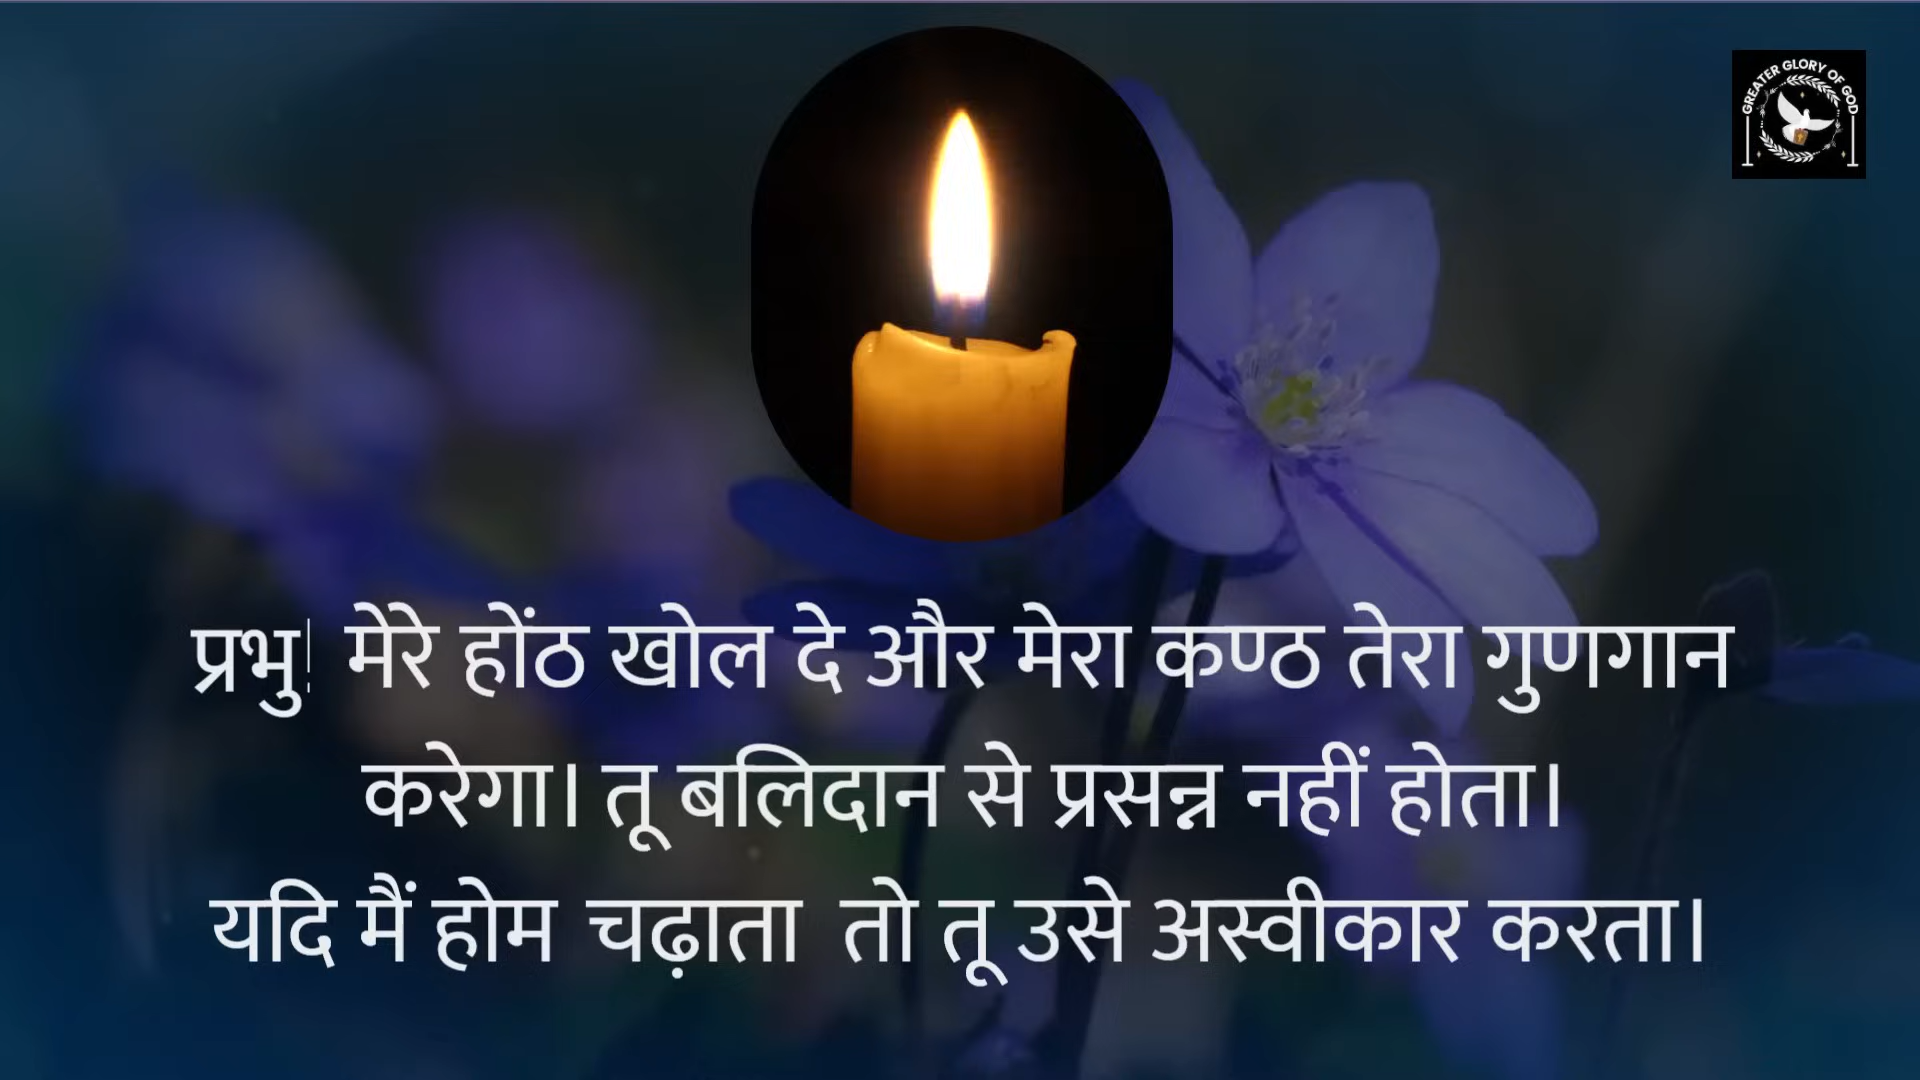 GREATER GLORY OF GOD
प्रभु! मेरे होंठ खोल दे और मेरा कण्ठ तेरा गुणगान
करेगा। तू बलिदान से प्रसन्न नहीं होता।
यदि मैं होम चढ़ाता तो तू उसे अस्वीकार करता।